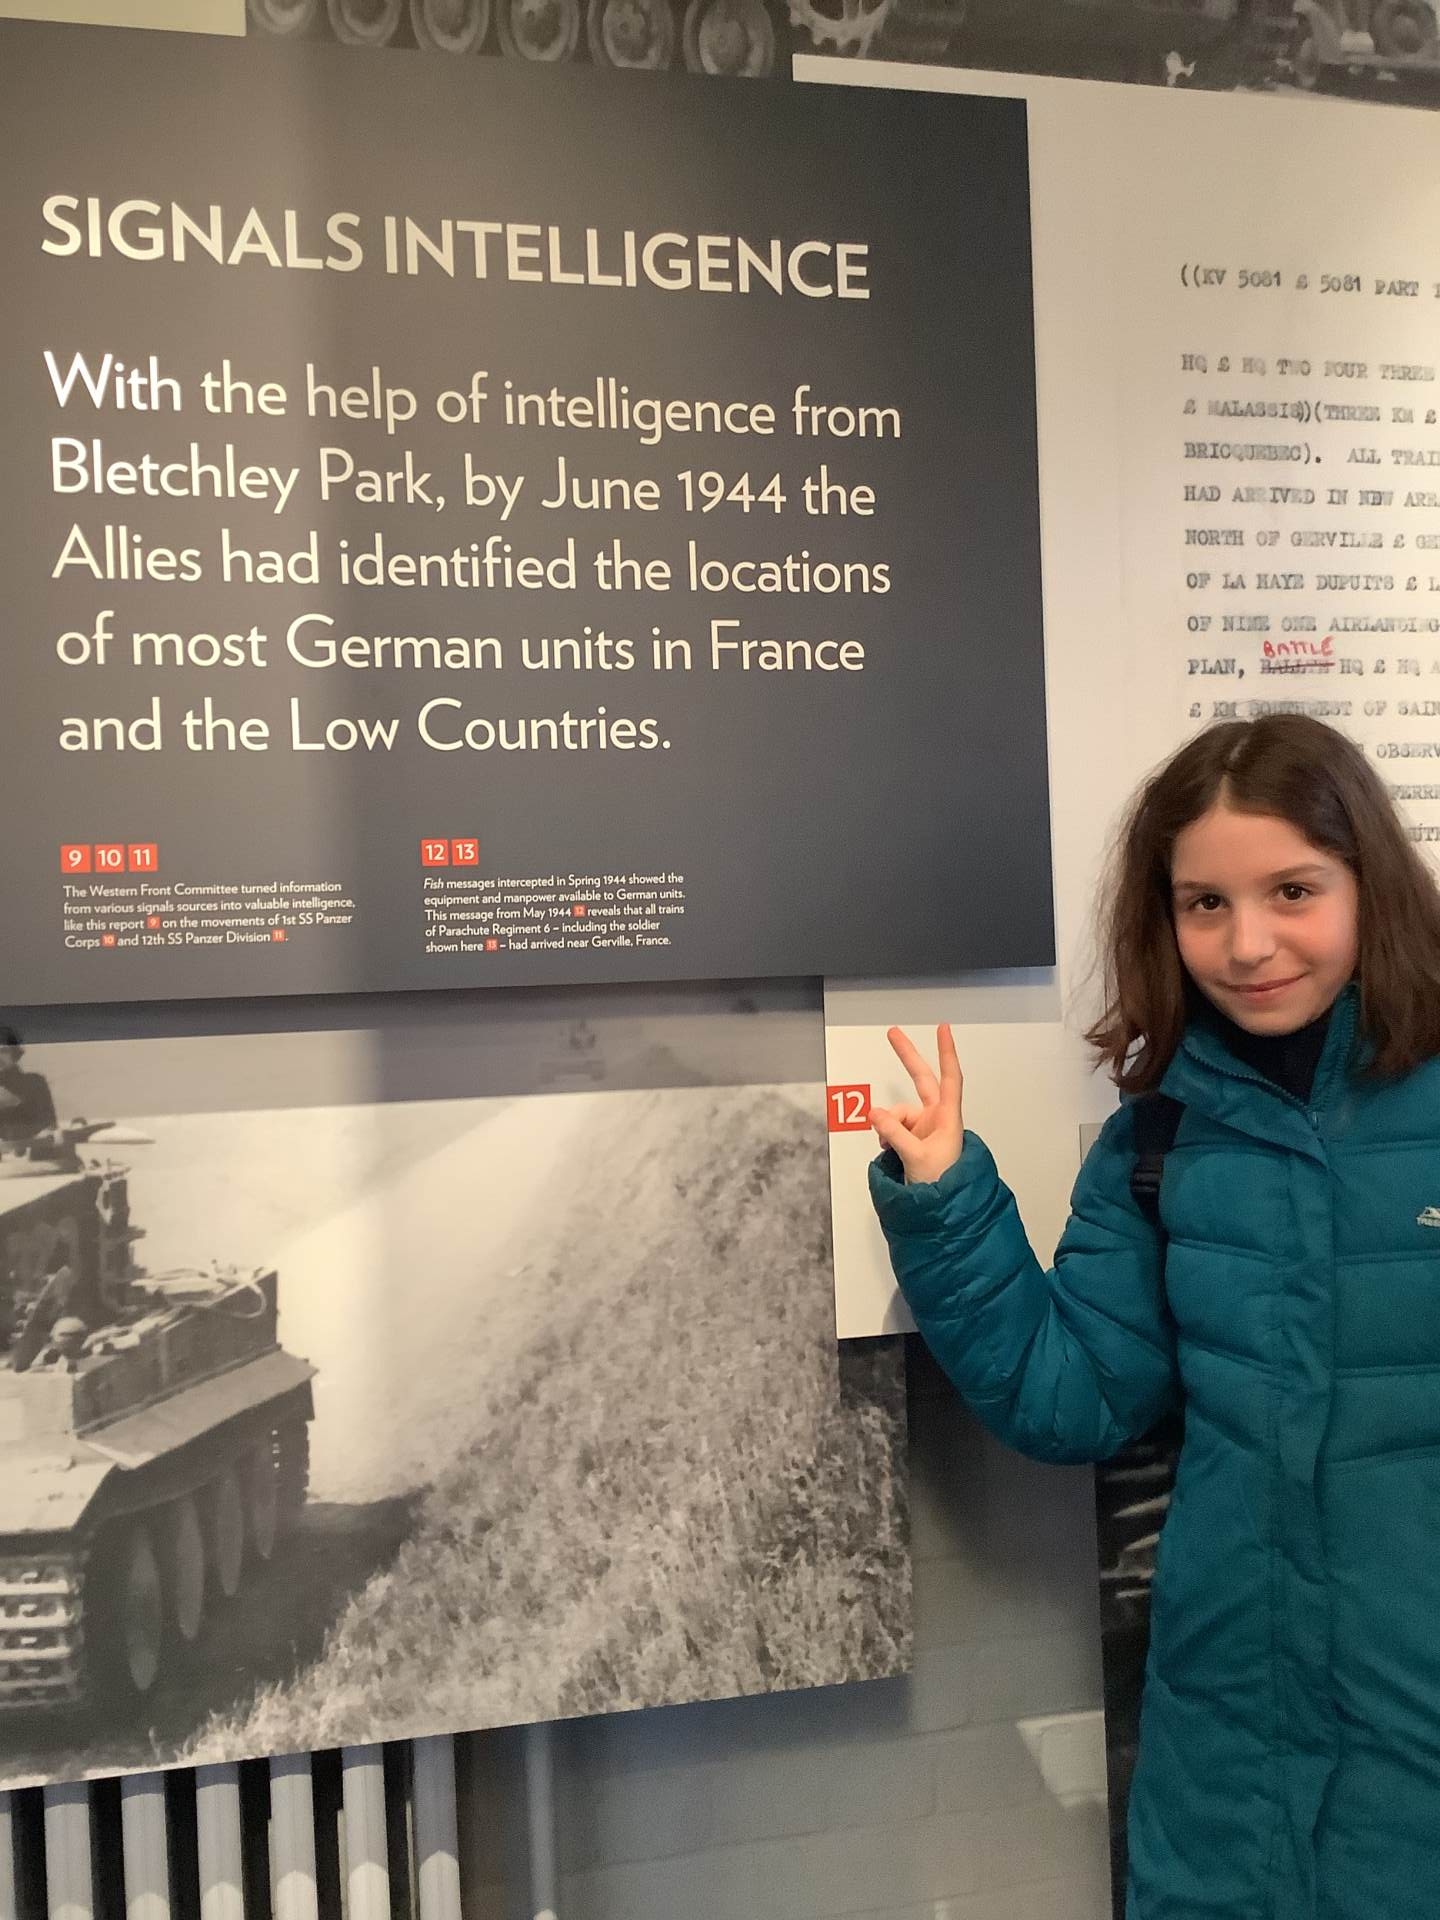 SIGNALS INTELLIGENCE
With the help of intelligence from
Bletchley Park, by June 1944 the
Allies had identified the locations
of most German units in France
and the Low Countries.
9 10 11
The Western Front Committee turned information
from various signals sources into valuable intelligence,
like this report 9 on the movements of 1st SS Panzer
Corps 10 and 12th SS Panzer Division 11.
12 13
Fish messages intercepted in Spring 1944 showed the
equipment and manpower available to German units.
This message from May 1944 12 reveals that all trains
of Parachute Regiment 6 – including the soldier
shown here 13 – had arrived near Gerville, France.
((KV 5081 £ 5081 PART
HQ £ HQ TWO FOUR THREE
£ MALASSIS))(THREE KM £
BRICQUEBEC). ALL
HAD ARRIVED IN NEW
NORTH OF GERVILLE £
OF LA HAYE DUPUITS £
OF NINE ONE AIRLANDING
BATTLE
PLAN, HQ £ HQ
£ KM SOUTHWEST OF
12